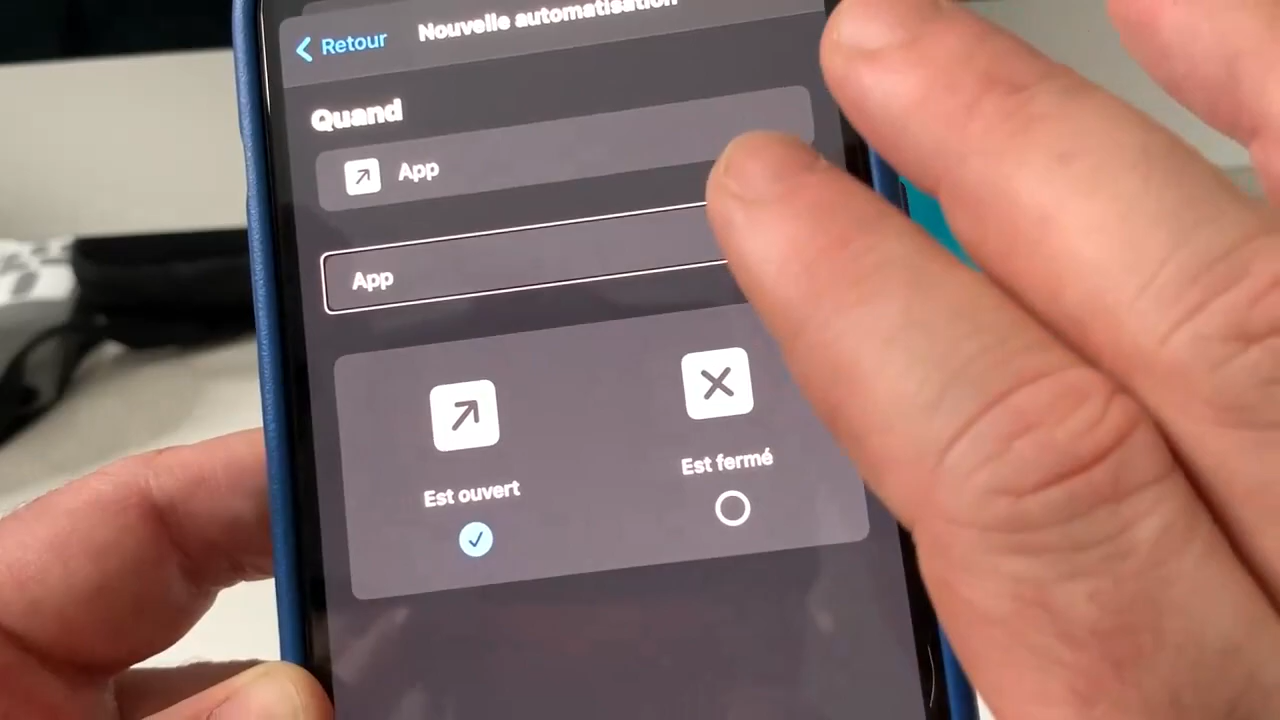 Retour
Nouvelle automatisation
Quand
App
App
Est ouvert
Est fermé